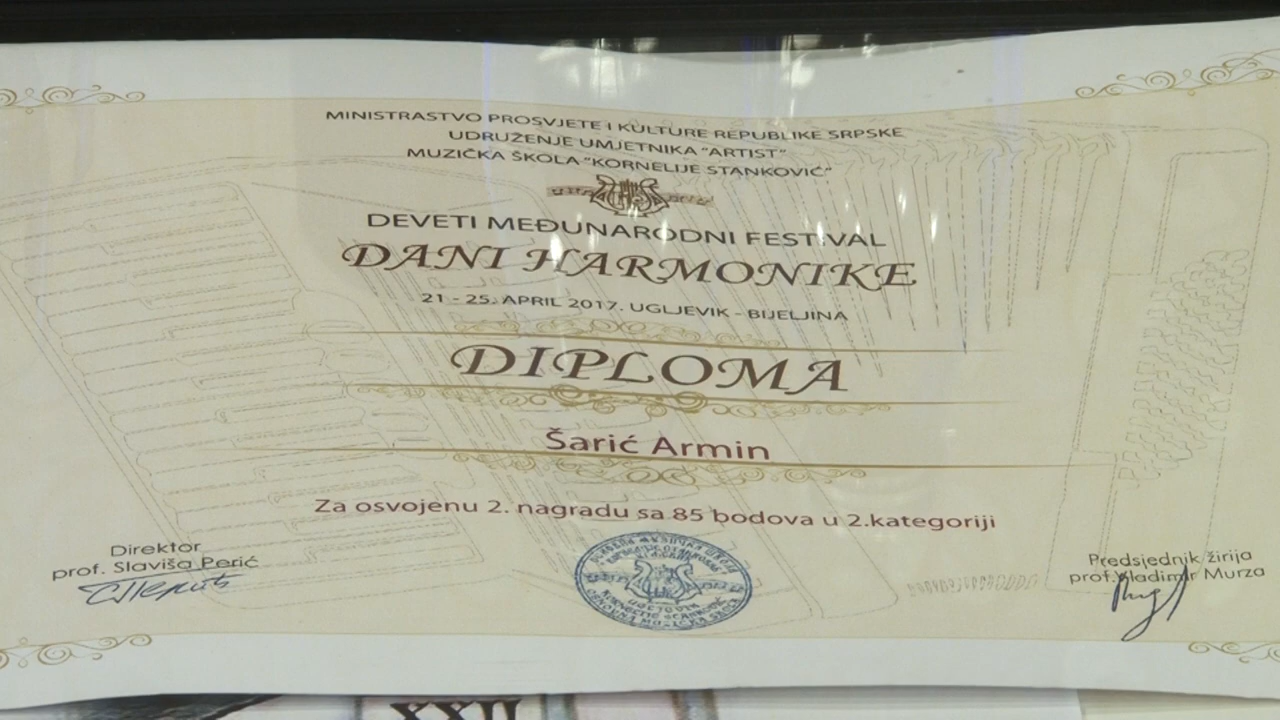 MINISTRASTVO PROSVJETE I KULTURE REPUBLIKE SRPSKE
UDRUŽENJE UMJETNIKA "ARTIST"
MUZIČKA ŠKOLA "KORNELIJE STANKOVIĆ"
DEVETI MEĐUNARODNI FESTIVAL
DANI HARMONIKE
21 - 25. APRIL 2017. UGLJEVIK - BIJELJINA
DIPLOMA
Šarić Armin
Za osvojenu 2. nagradu sa 85 bodova u 2.kategoriji
Direktor
prof. Slaviša Perić
Predsjednik žirija
prof.Vladimir Murza
XXII